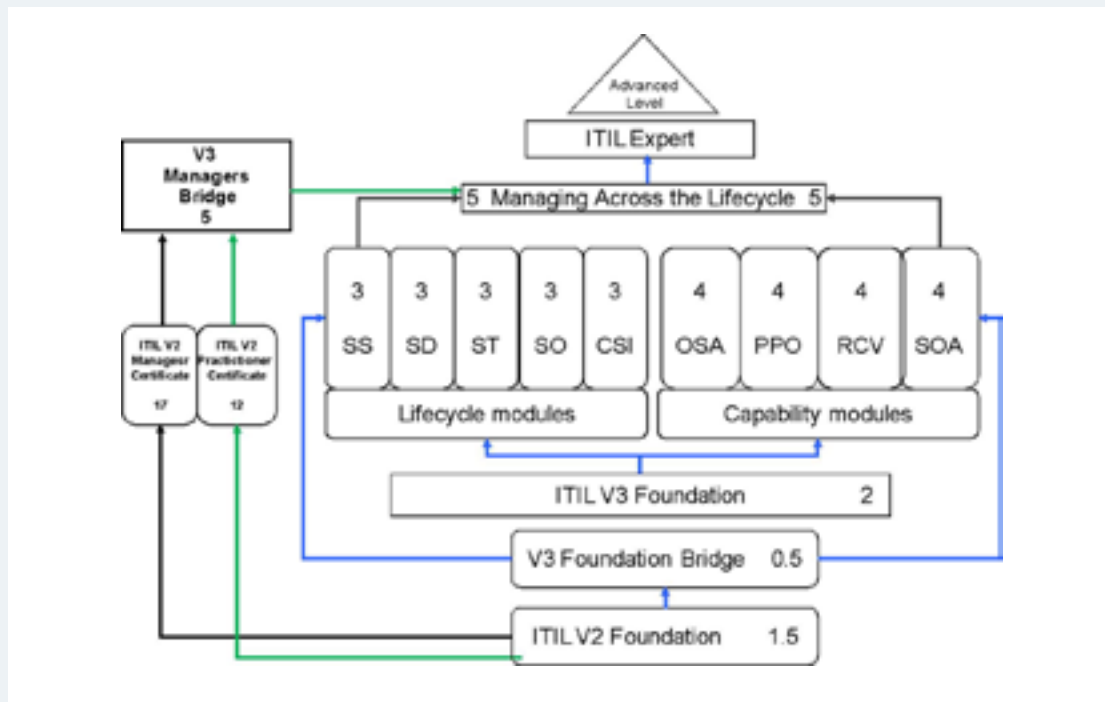 Advanced
Level
ITIL Expert
V3
Managers
Bridge
5
5 Managing Across the Lifecycle 5
3 3 3 3 3 4 4 4 4
SS SD ST SO CSI OSA PPO RCV SOA
ITIL V2
Managesr
Certificate
17
ITIL V2
Practictioner
Certificate
12
Lifecycle modules
Capability modules
ITIL V3 Foundation 2
V3 Foundation Bridge 0.5
ITIL V2 Foundation 1.5